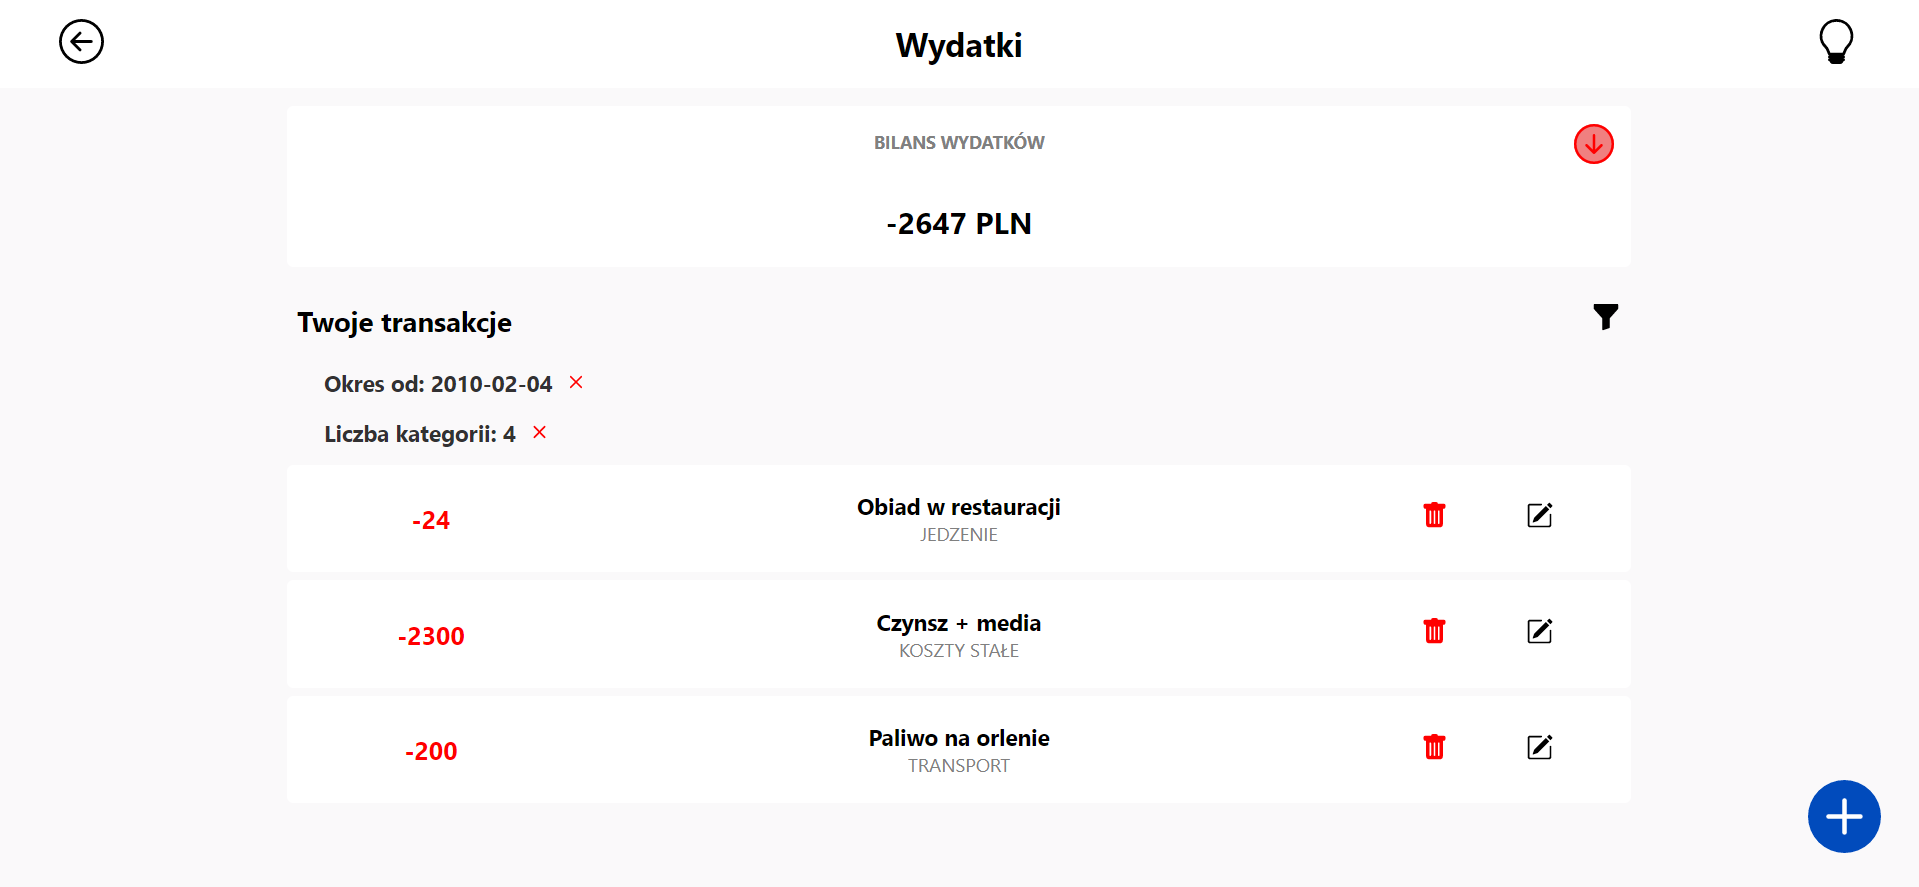 Wydatki
BILANS WYDATKÓW
-2647 PLN
Twoje transakcje
Okres od: 2010-02-04
Liczba kategorii: 4
-24
Obiad w restauracji
JEDZENIE
-2300
Czynsz + media
KOSZTY STAŁE
-200
Paliwo na orlenie
TRANSPORT